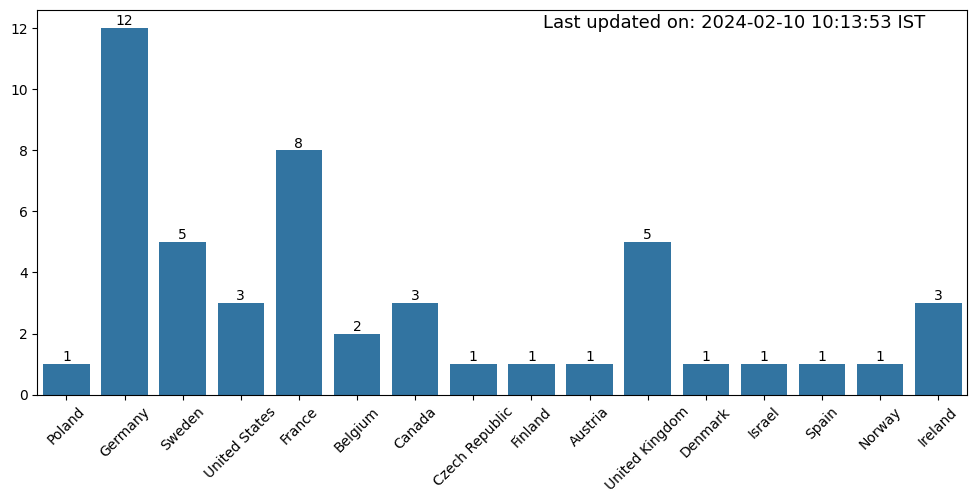 Last updated on: 2024-02-10 10:13:53 IST
12
10
8
6
4
2
0
1
12
5
3
8
2
3
1
1
1
5
1
1
1
1
3
Poland
Germany
Sweden
United States
France
Belgium
Canada
Czech Republic
Finland
Austria
United Kingdom
Denmark
Israel
Spain
Norway
Ireland